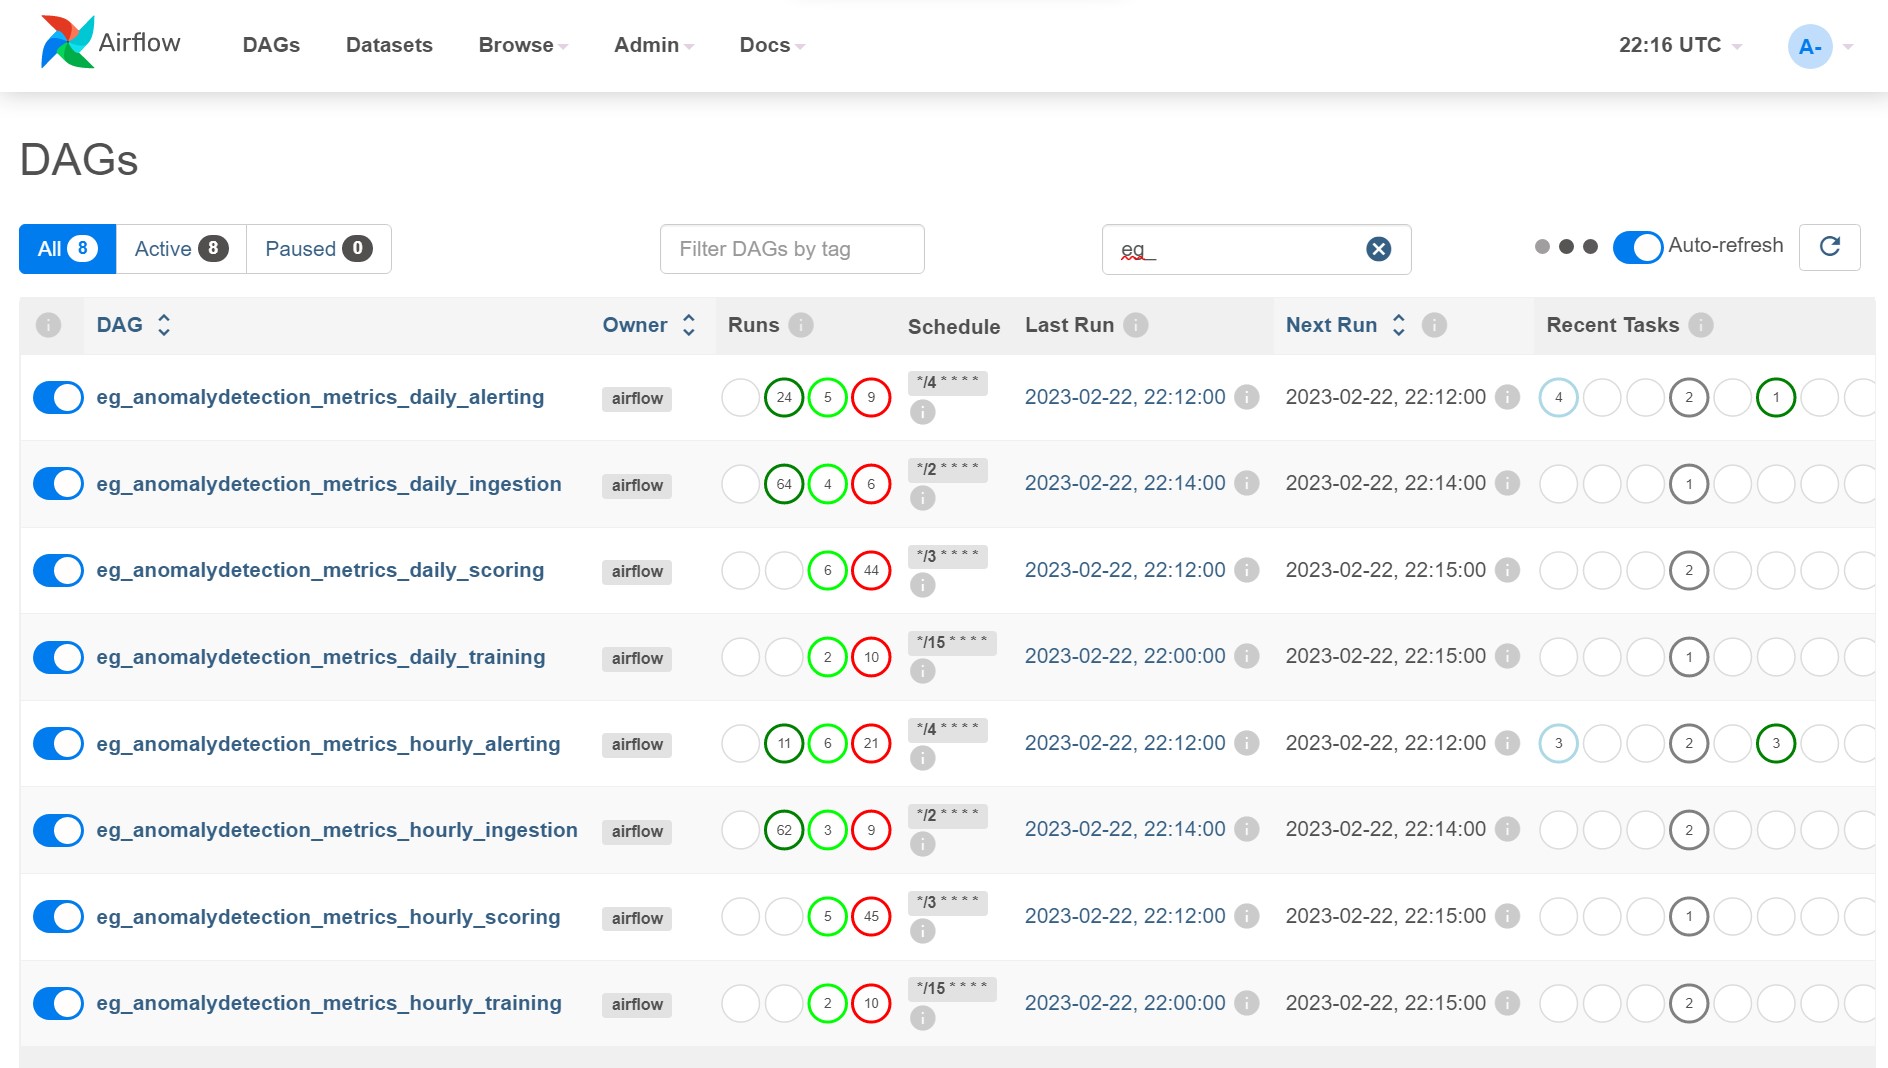 Airflow DAGs Datasets Browse Admin Docs 22:16 UTC A-
DAGs
All 8 Active 8 Paused 0 Filter DAGs by tag eg_ Auto-refresh
i DAG Owner Runs i Schedule Last Run i Next Run i Recent Tasks i
eg_anomalydetection_metrics_daily_alerting airflow 24 5 9 */4 * * * * i 2023-02-22, 22:12:00 i 2023-02-22, 22:12:00 i 4 2 1
eg_anomalydetection_metrics_daily_ingestion airflow 64 4 6 */2 * * * * i 2023-02-22, 22:14:00 i 2023-02-22, 22:14:00 i 1
eg_anomalydetection_metrics_daily_scoring airflow 6 44 */3 * * * * i 2023-02-22, 22:12:00 i 2023-02-22, 22:15:00 i 2
eg_anomalydetection_metrics_daily_training airflow 2 10 */15 * * * * i 2023-02-22, 22:00:00 i 2023-02-22, 22:15:00 i 1
eg_anomalydetection_metrics_hourly_alerting airflow 11 6 21 */4 * * * * i 2023-02-22, 22:12:00 i 2023-02-22, 22:12:00 i 3 2 3
eg_anomalydetection_metrics_hourly_ingestion airflow 62 3 9 */2 * * * * i 2023-02-22, 22:14:00 i 2023-02-22, 22:14:00 i 2
eg_anomalydetection_metrics_hourly_scoring airflow 5 45 */3 * * * * i 2023-02-22, 22:12:00 i 2023-02-22, 22:15:00 i 1
eg_anomalydetection_metrics_hourly_training airflow 2 10 */15 * * * * i 2023-02-22, 22:00:00 i 2023-02-22, 22:15:00 i 2